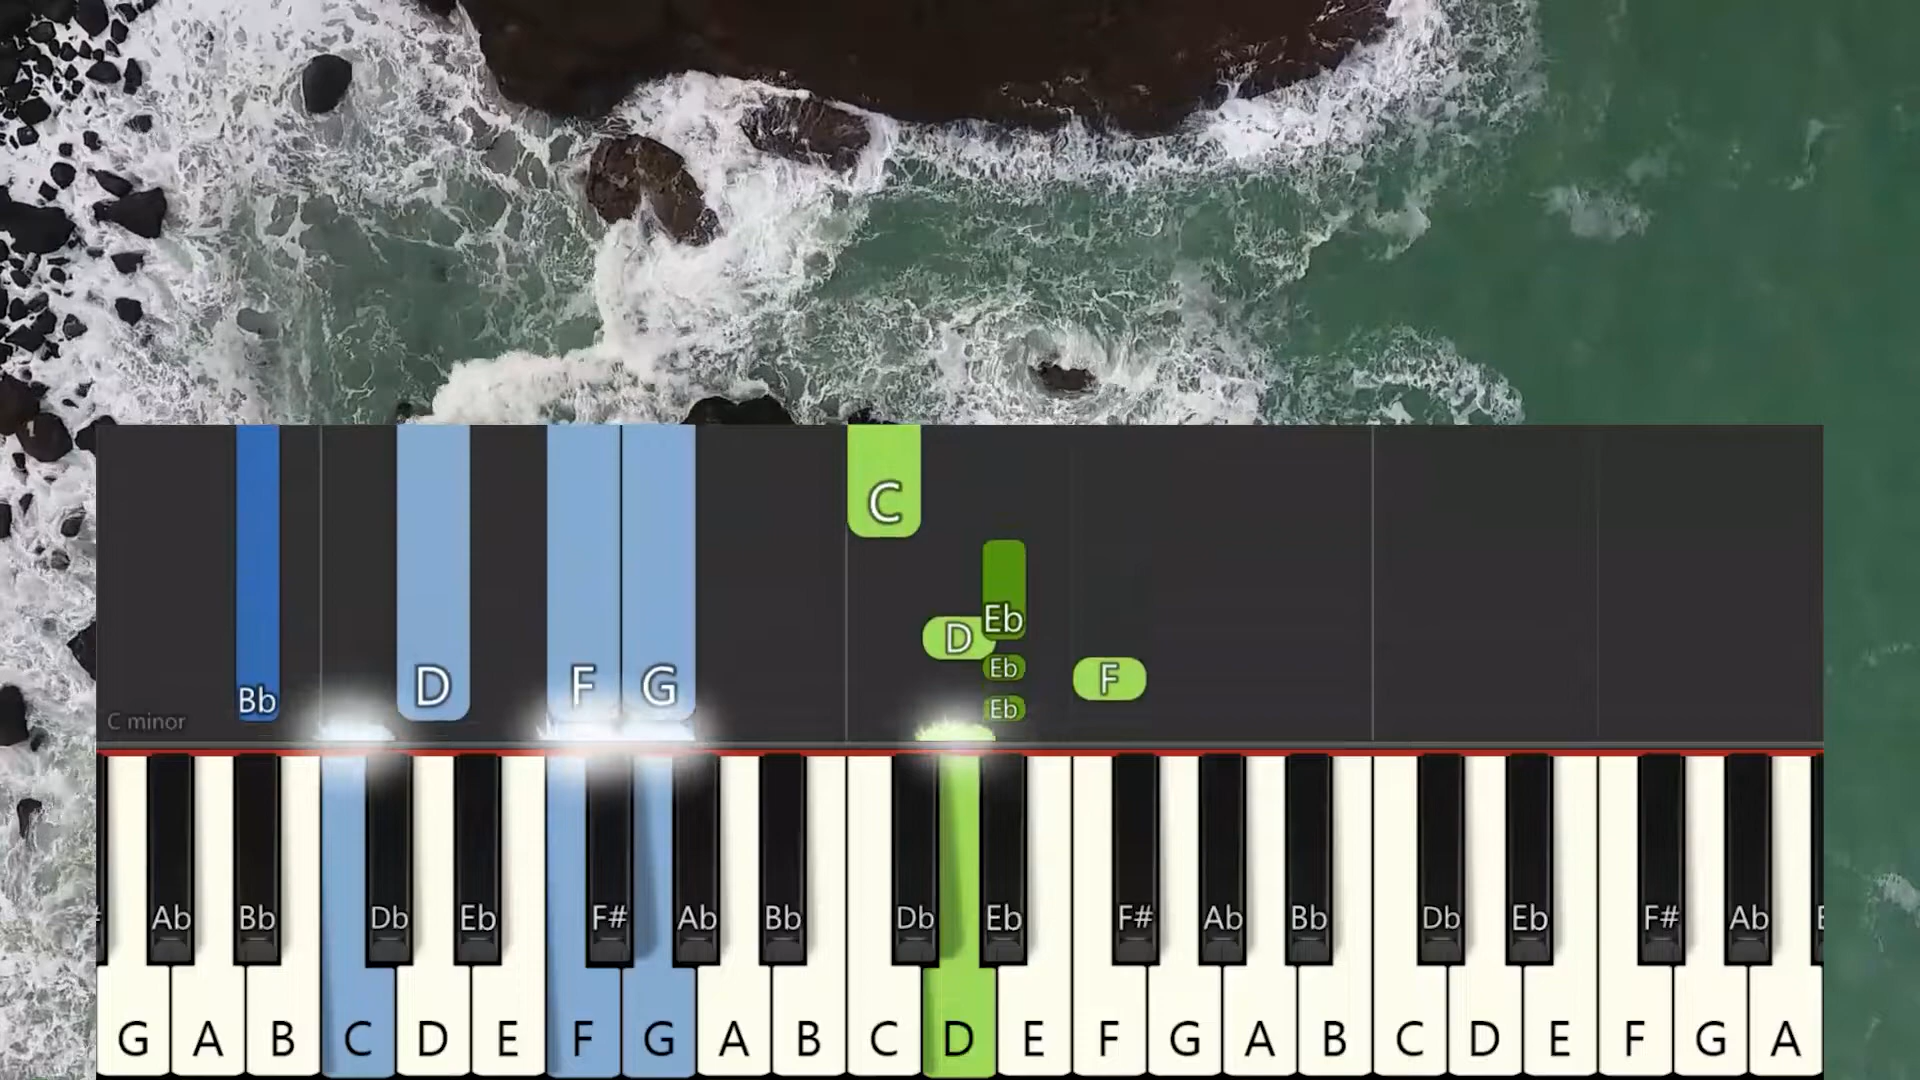 C
Eb
D
Eb
F
Bb D F G
Eb
C minor
Ab Bb Db Eb F# Ab Bb Db Eb F# Ab Bb Db Eb F# Ab
G A B C D E F G A B C D E F G A B C D E F G A